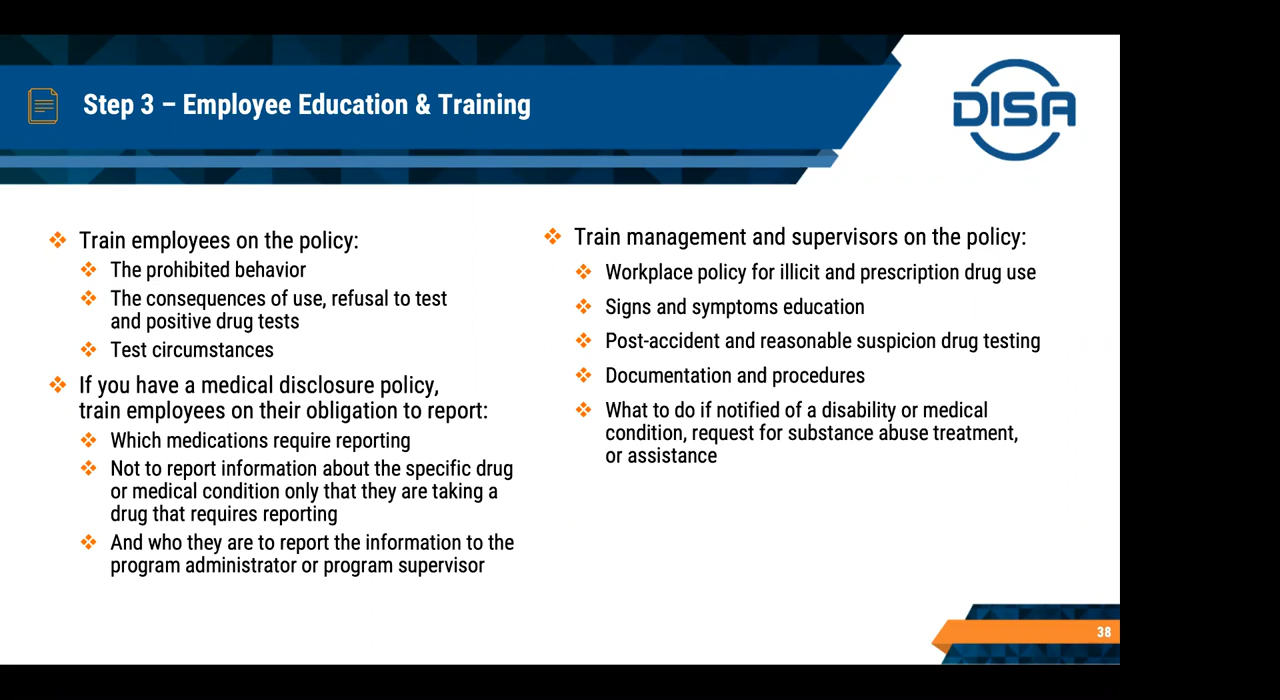 Step 3 – Employee Education & Training
DISA
Train employees on the policy:
The prohibited behavior
The consequences of use, refusal to test
and positive drug tests
Test circumstances
If you have a medical disclosure policy,
train employees on their obligation to report:
Which medications require reporting
Not to report information about the specific drug
or medical condition only that they are taking a
drug that requires reporting
And who they are to report the information to the
program administrator or program supervisor
Train management and supervisors on the policy:
Workplace policy for illicit and prescription drug use
Signs and symptoms education
Post-accident and reasonable suspicion drug testing
Documentation and procedures
What to do if notified of a disability or medical
condition, request for substance abuse treatment,
or assistance
38